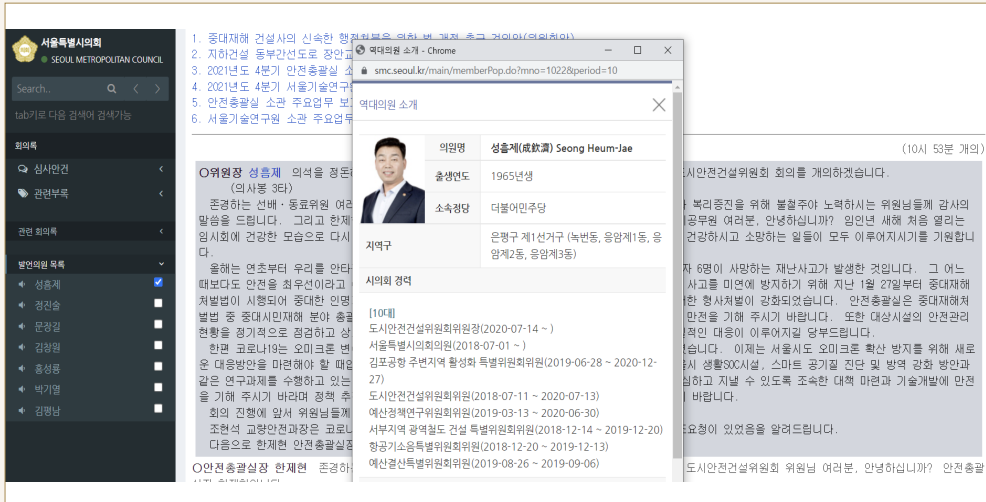 서울특별시의회
SEOUL METROPOLITAN COUNCIL
Search..
tab키로 다음 검색어 검색가능
회의록
심사안건
관련부록
관련 회의록
발언의원 목록
성흠제
정진술
문장길
김창원
홍성룡
박기열
김평남
1. 중대재해 건설사의 신속한 행정처분을 위한 법 개정 촉구 건의안(위원회안)
2. 지하건설 동부간선도로 장안교
3. 2021년도 4분기 안전총괄실 소
4. 2021년도 4분기 서울기술연구원
5. 안전총괄실 소관 주요업무 보고
6. 서울기술연구원 소관 주요업무
(10시 53분 개의)
○위원장 성흠제 의석을 정돈하 도시안전건설위원회 회의를 개의하겠습니다.
(의사봉 3타)
존경하는 선배·동료위원 여러 복리증진을 위해 불철주야 노력하시는 위원님들께 감사의
말씀을 드립니다. 그리고 한제현 공무원 여러분, 안녕하십니까? 임인년 새해 처음 열리는
임시회에 건강한 모습으로 다시 건강하시고 소망하는 일들이 모두 이루어지시기를 기원합니
다.
올해는 연초부터 우리를 안타 자 6명이 사망하는 재난사고가 발생한 것입니다. 그 어느
때보다도 안전을 최우선이라고 사고를 미연에 방지하기 위해 지난 1월 27일부터 중대재해
처벌법이 시행되어 중대한 인명 한 형사처벌이 강화되었습니다. 안전총괄실은 중대재해처
벌법 중 중대시민재해 분야 총괄 만전을 기해 주시기 바랍니다. 또한 대상시설의 안전관리
현황을 정기적으로 점검하고 상 적인 대응이 이루어지길 당부드립니다.
한편 코로나19는 오미크론 변 습니다. 이제는 서울시도 오미크론 확산 방지를 위해 새로
운 대응방안을 마련해야 할 때입 시 생활SOC시설, 스마트 공기질 진단 및 방역 강화 방안과
같은 연구과제를 수행하고 있는 심하고 지낼 수 있도록 조속한 대책 마련과 기술개발에 만전
을 기해 주시기 바라며 정책 추 바랍니다.
회의 진행에 앞서 위원님들께
조현석 교량안전과장은 코로나 요청이 있었음을 알려드립니다.
다음으로 한제현 안전총괄실장
○안전총괄실장 한제현 존경하는 도시안전건설위원회 위원님 여러분, 안녕하십니까? 안전총괄
역대의원 소개 - Chrome
smc.seoul.kr/main/memberPop.do?mno=1022&period=10
역대의원 소개
의원명 성흠제(成欽濟) Seong Heum-Jae
출생연도 1965년생
소속정당 더불어민주당
지역구 은평구 제1선거구 (녹번동, 응암제1동, 응
암제2동, 응암제3동)
시의회 경력
[10대]
도시안전건설위원회위원장(2020-07-14 ~ )
서울특별시의회의원(2018-07-01 ~ )
김포공항 주변지역 활성화 특별위원회위원(2019-06-28 ~ 2020-12-
27)
도시안전건설위원회위원(2018-07-11 ~ 2020-07-13)
예산정책연구위원회위원(2019-03-13 ~ 2020-06-30)
서부지역 광역철도 건설 특별위원회위원(2018-12-14 ~ 2019-12-20)
항공기소음특별위원회위원(2018-12-20 ~ 2019-12-13)
예산결산특별위원회위원(2019-08-26 ~ 2019-09-06)